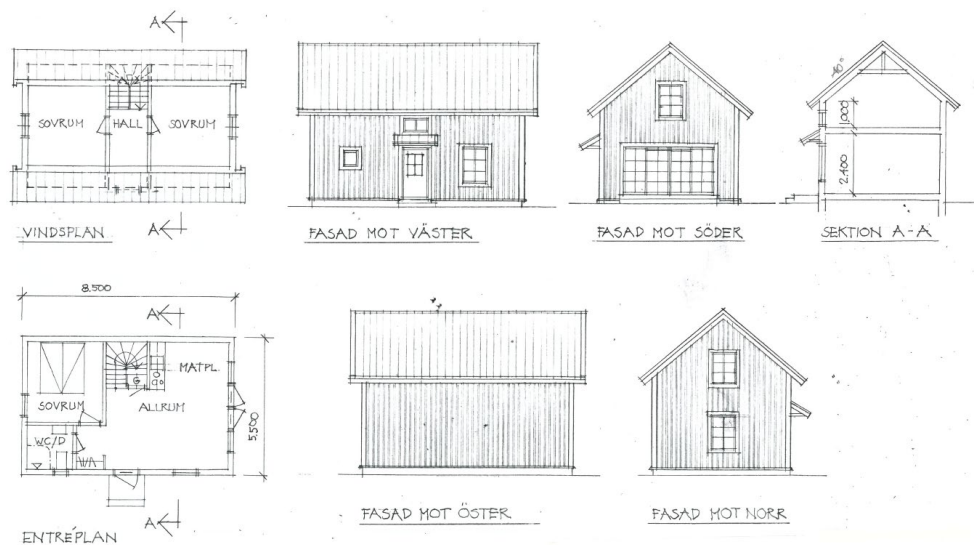 A
SOVRUM
HALL
SOVRUM
VINDSPLAN
A
FASAD MOT VÄSTER
FASAD MOT SÖDER
40°
1.000
2.400
SEKTION A-A
8.500
A
MATPL.
G
SOVRUM
ALLRUM
5.500
WC/D
A
ENTRÉPLAN
FASAD MOT ÖSTER
FASAD MOT NORR